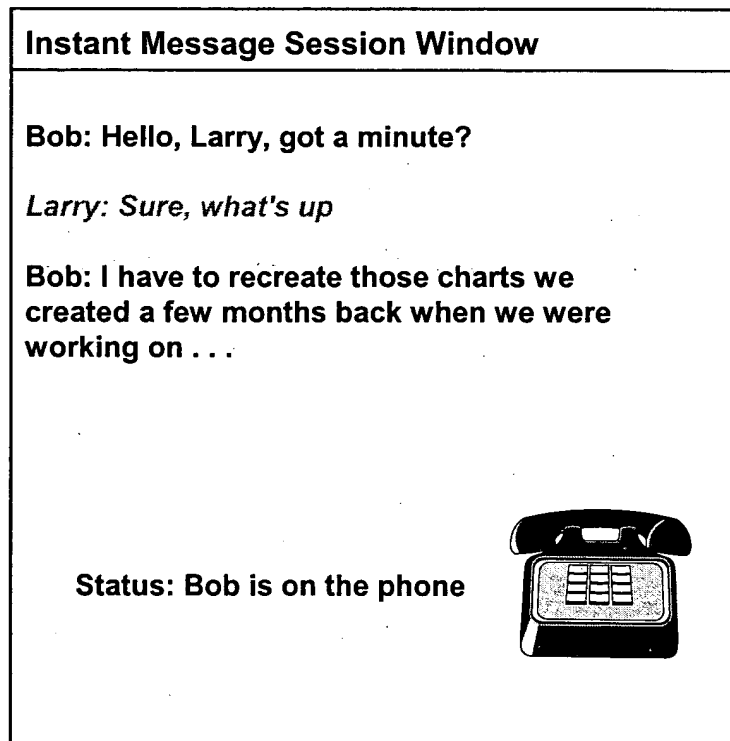 Instant Message Session Window
Bob: Hello, Larry, got a minute?
Larry: Sure, what's up
Bob: I have to recreate those charts we
created a few months back when we were
working on . . .
Status: Bob is on the phone